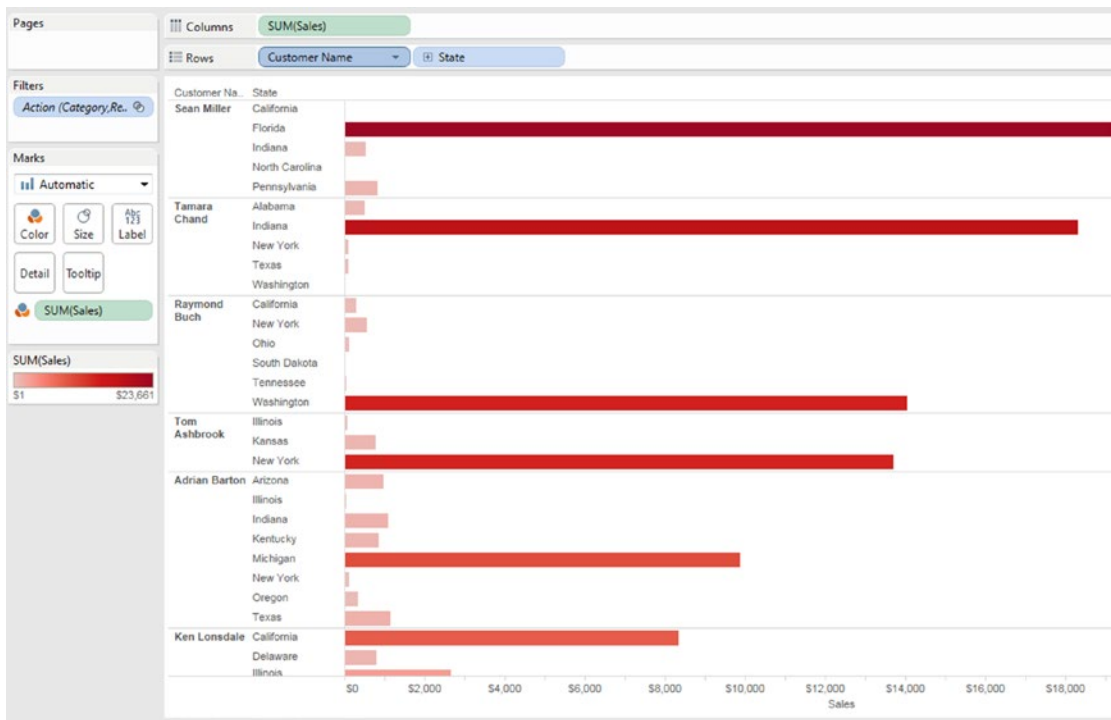 Pages
Columns
SUM(Sales)
Rows
Customer Name
State
Filters
Action (Category,Re..
Marks
Automatic
Color
Size
Abc
123
Label
Detail
Tooltip
SUM(Sales)
SUM(Sales)
$1
$23,661
Customer Na.. State
Sean Miller California
Florida
Indiana
North Carolina
Pennsylvania
Tamara Alabama
Chand
Indiana
New York
Texas
Washington
Raymond California
Buch
New York
Ohio
South Dakota
Tennessee
Washington
Tom Illinois
Ashbrook
Kansas
New York
Adrian Barton Arizona
Illinois
Indiana
Kentucky
Michigan
New York
Oregon
Texas
Ken Lonsdale California
Delaware
Illinois
$0 $2,000 $4,000 $6,000 $8,000 $10,000 $12,000 $14,000 $16,000 $18,000
Sales